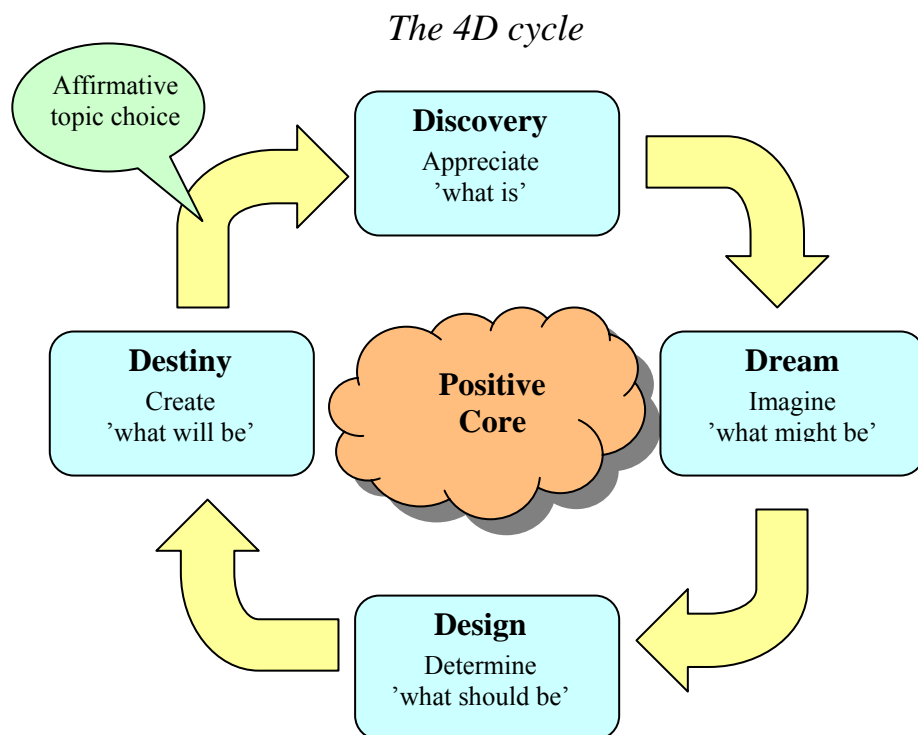 The 4D cycle
Affirmative
topic choice
Discovery
Appreciate
’what is’
Destiny
Create
’what will be’
Positive
Core
Dream
Imagine
’what might be’
Design
Determine
’what should be’